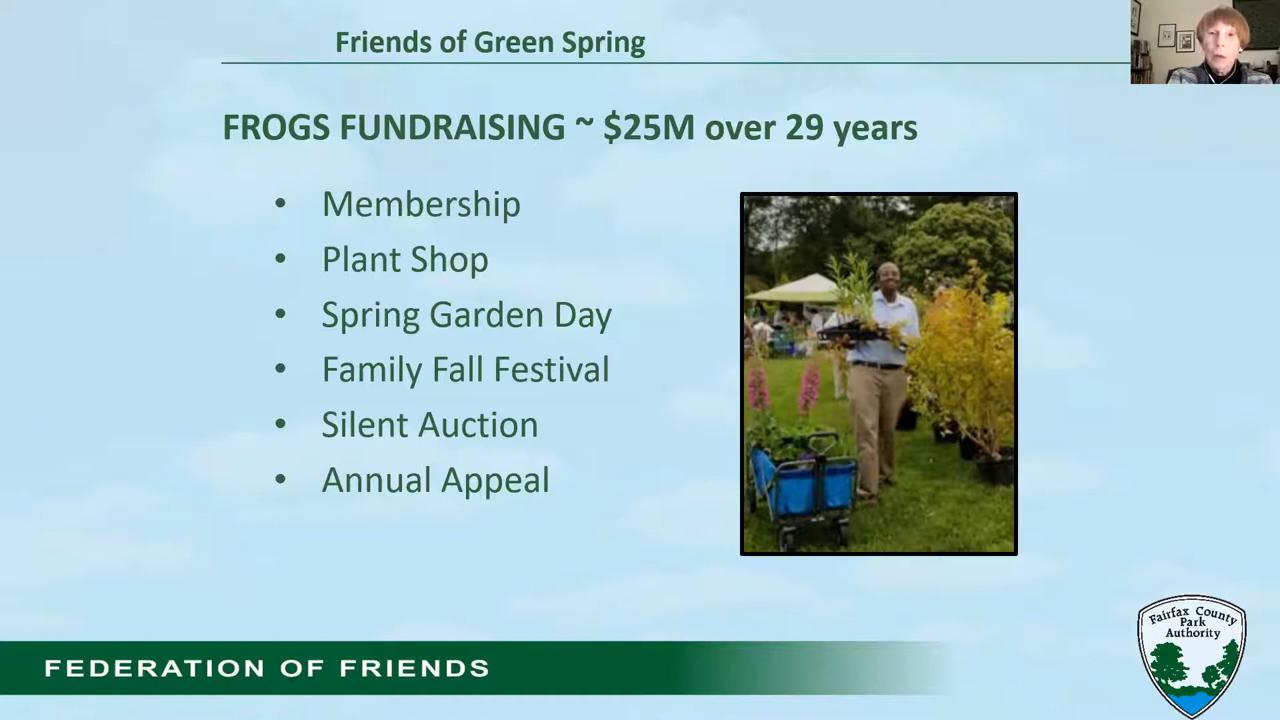 Friends of Green Spring
FROGS FUNDRAISING ~ $25M over 29 years
• Membership
• Plant Shop
• Spring Garden Day
• Family Fall Festival
• Silent Auction
• Annual Appeal
FEDERATION OF FRIENDS
Fairfax County
Park
Authority